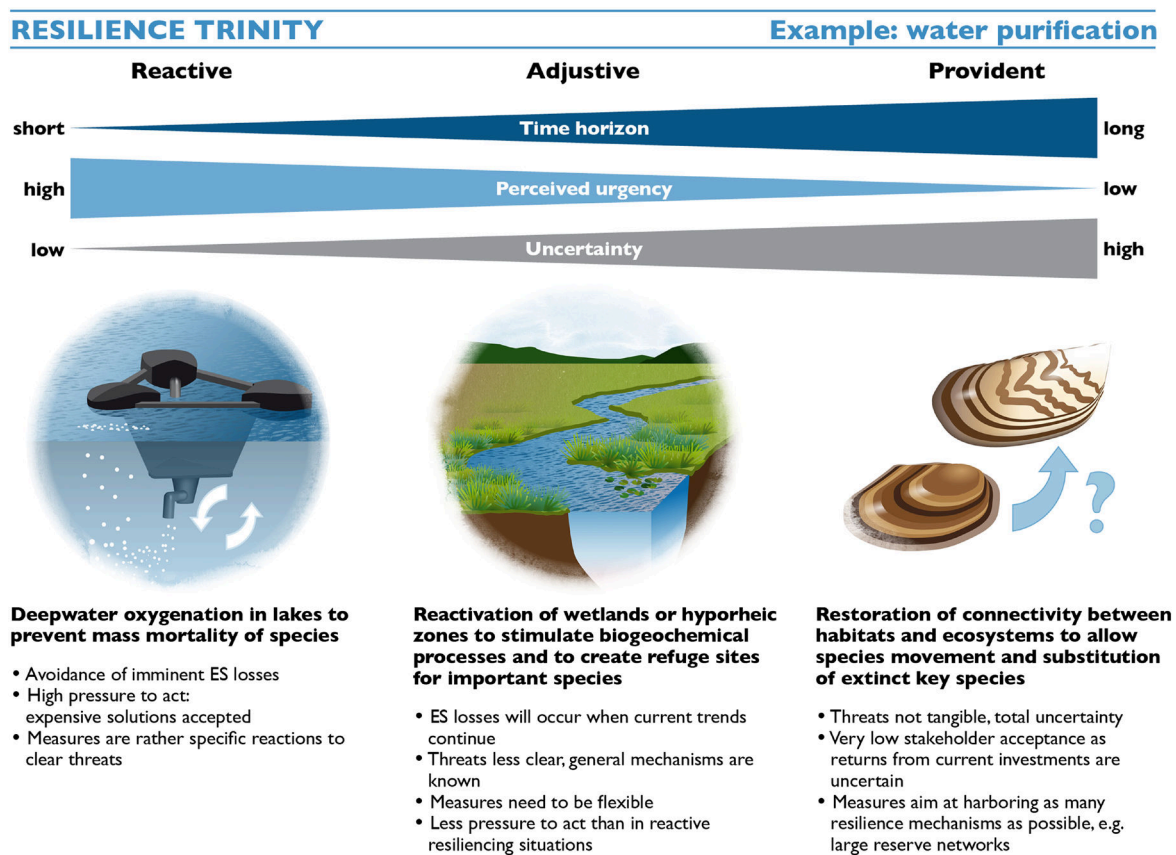 RESILIENCE TRINITY
Example: water purification
Reactive
Adjustive
Provident
short
Time horizon
long
high
Perceived urgency
low
low
Uncertainty
high
?
Deepwater oxygenation in lakes to
prevent mass mortality of species
• Avoidance of imminent ES losses
• High pressure to act:
expensive solutions accepted
• Measures are rather specific reactions to
clear threats
Reactivation of wetlands or hyporheic
zones to stimulate biogeochemical
processes and to create refuge sites
for important species
• ES losses will occur when current trends
continue
• Threats less clear, general mechanisms are
known
• Measures need to be flexible
• Less pressure to act than in reactive
resiliencing situations
Restoration of connectivity between
habitats and ecosystems to allow
species movement and substitution
of extinct key species
• Threats not tangible, total uncertainty
• Very low stakeholder acceptance as
returns from current investments are
uncertain
• Measures aim at harboring as many
resilience mechanisms as possible, e.g.
large reserve networks